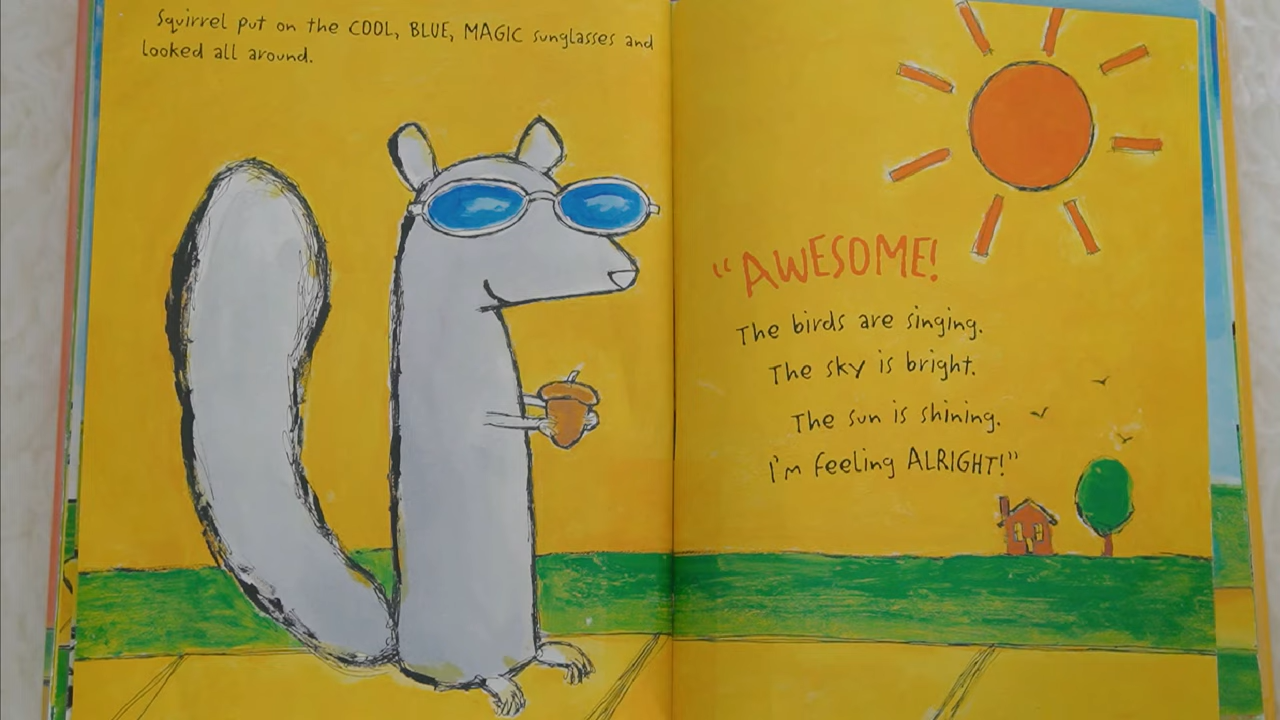 Squirrel put on the COOL, BLUE, MAGIC sunglasses and
looked all around.
“AWESOME!
The birds are singing.
The sky is bright.
The sun is shining.
I'm feeling ALRIGHT!”